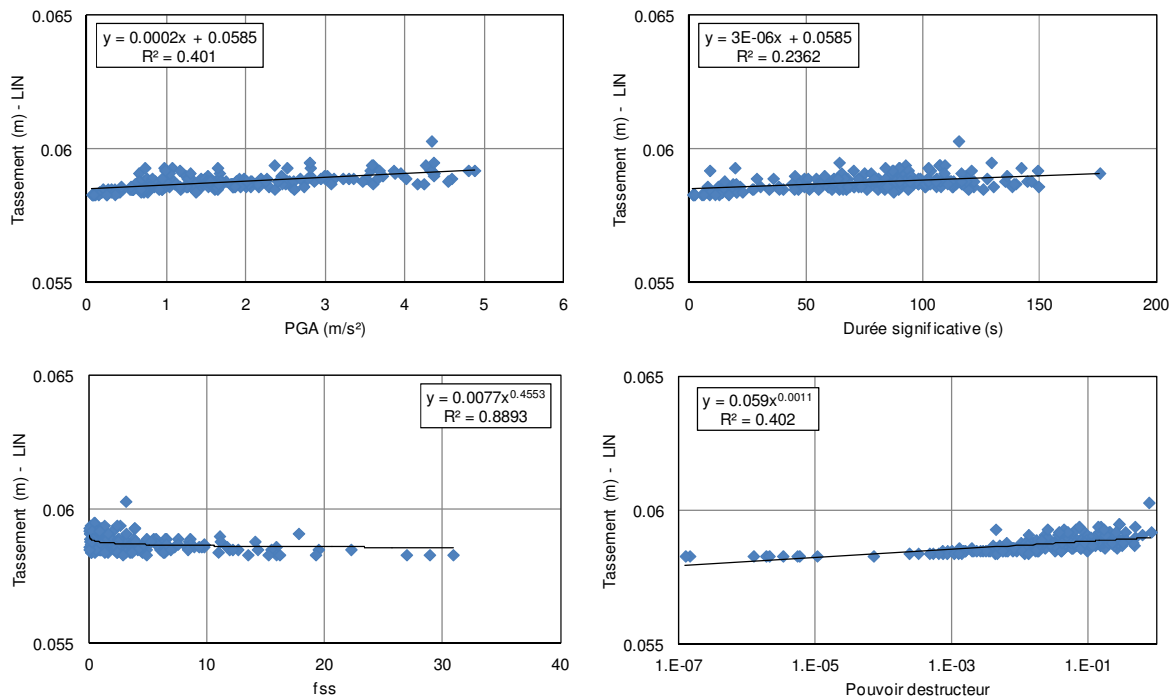 0.065
y = 0.0002x + 0.0585
R² = 0.401
0.06
0.055
Tassement (m) - LIN
0 1 2 3 4 5 6
PGA (m/s²)
0.065
y = 3E-06x + 0.0585
R² = 0.2362
0.06
0.055
Tassement (m) - LIN
0 50 100 150 200
Durée significative (s)
0.065
y = 0.0077x^0.4553
R² = 0.8893
0.06
0.055
Tassement (m) - LIN
0 10 20 30 40
fss
0.065
y = 0.059x^0.0011
R² = 0.402
0.06
0.055
Tassement (m) - LIN
1.E-07 1.E-05 1.E-03 1.E-01
Pouvoir destructeur